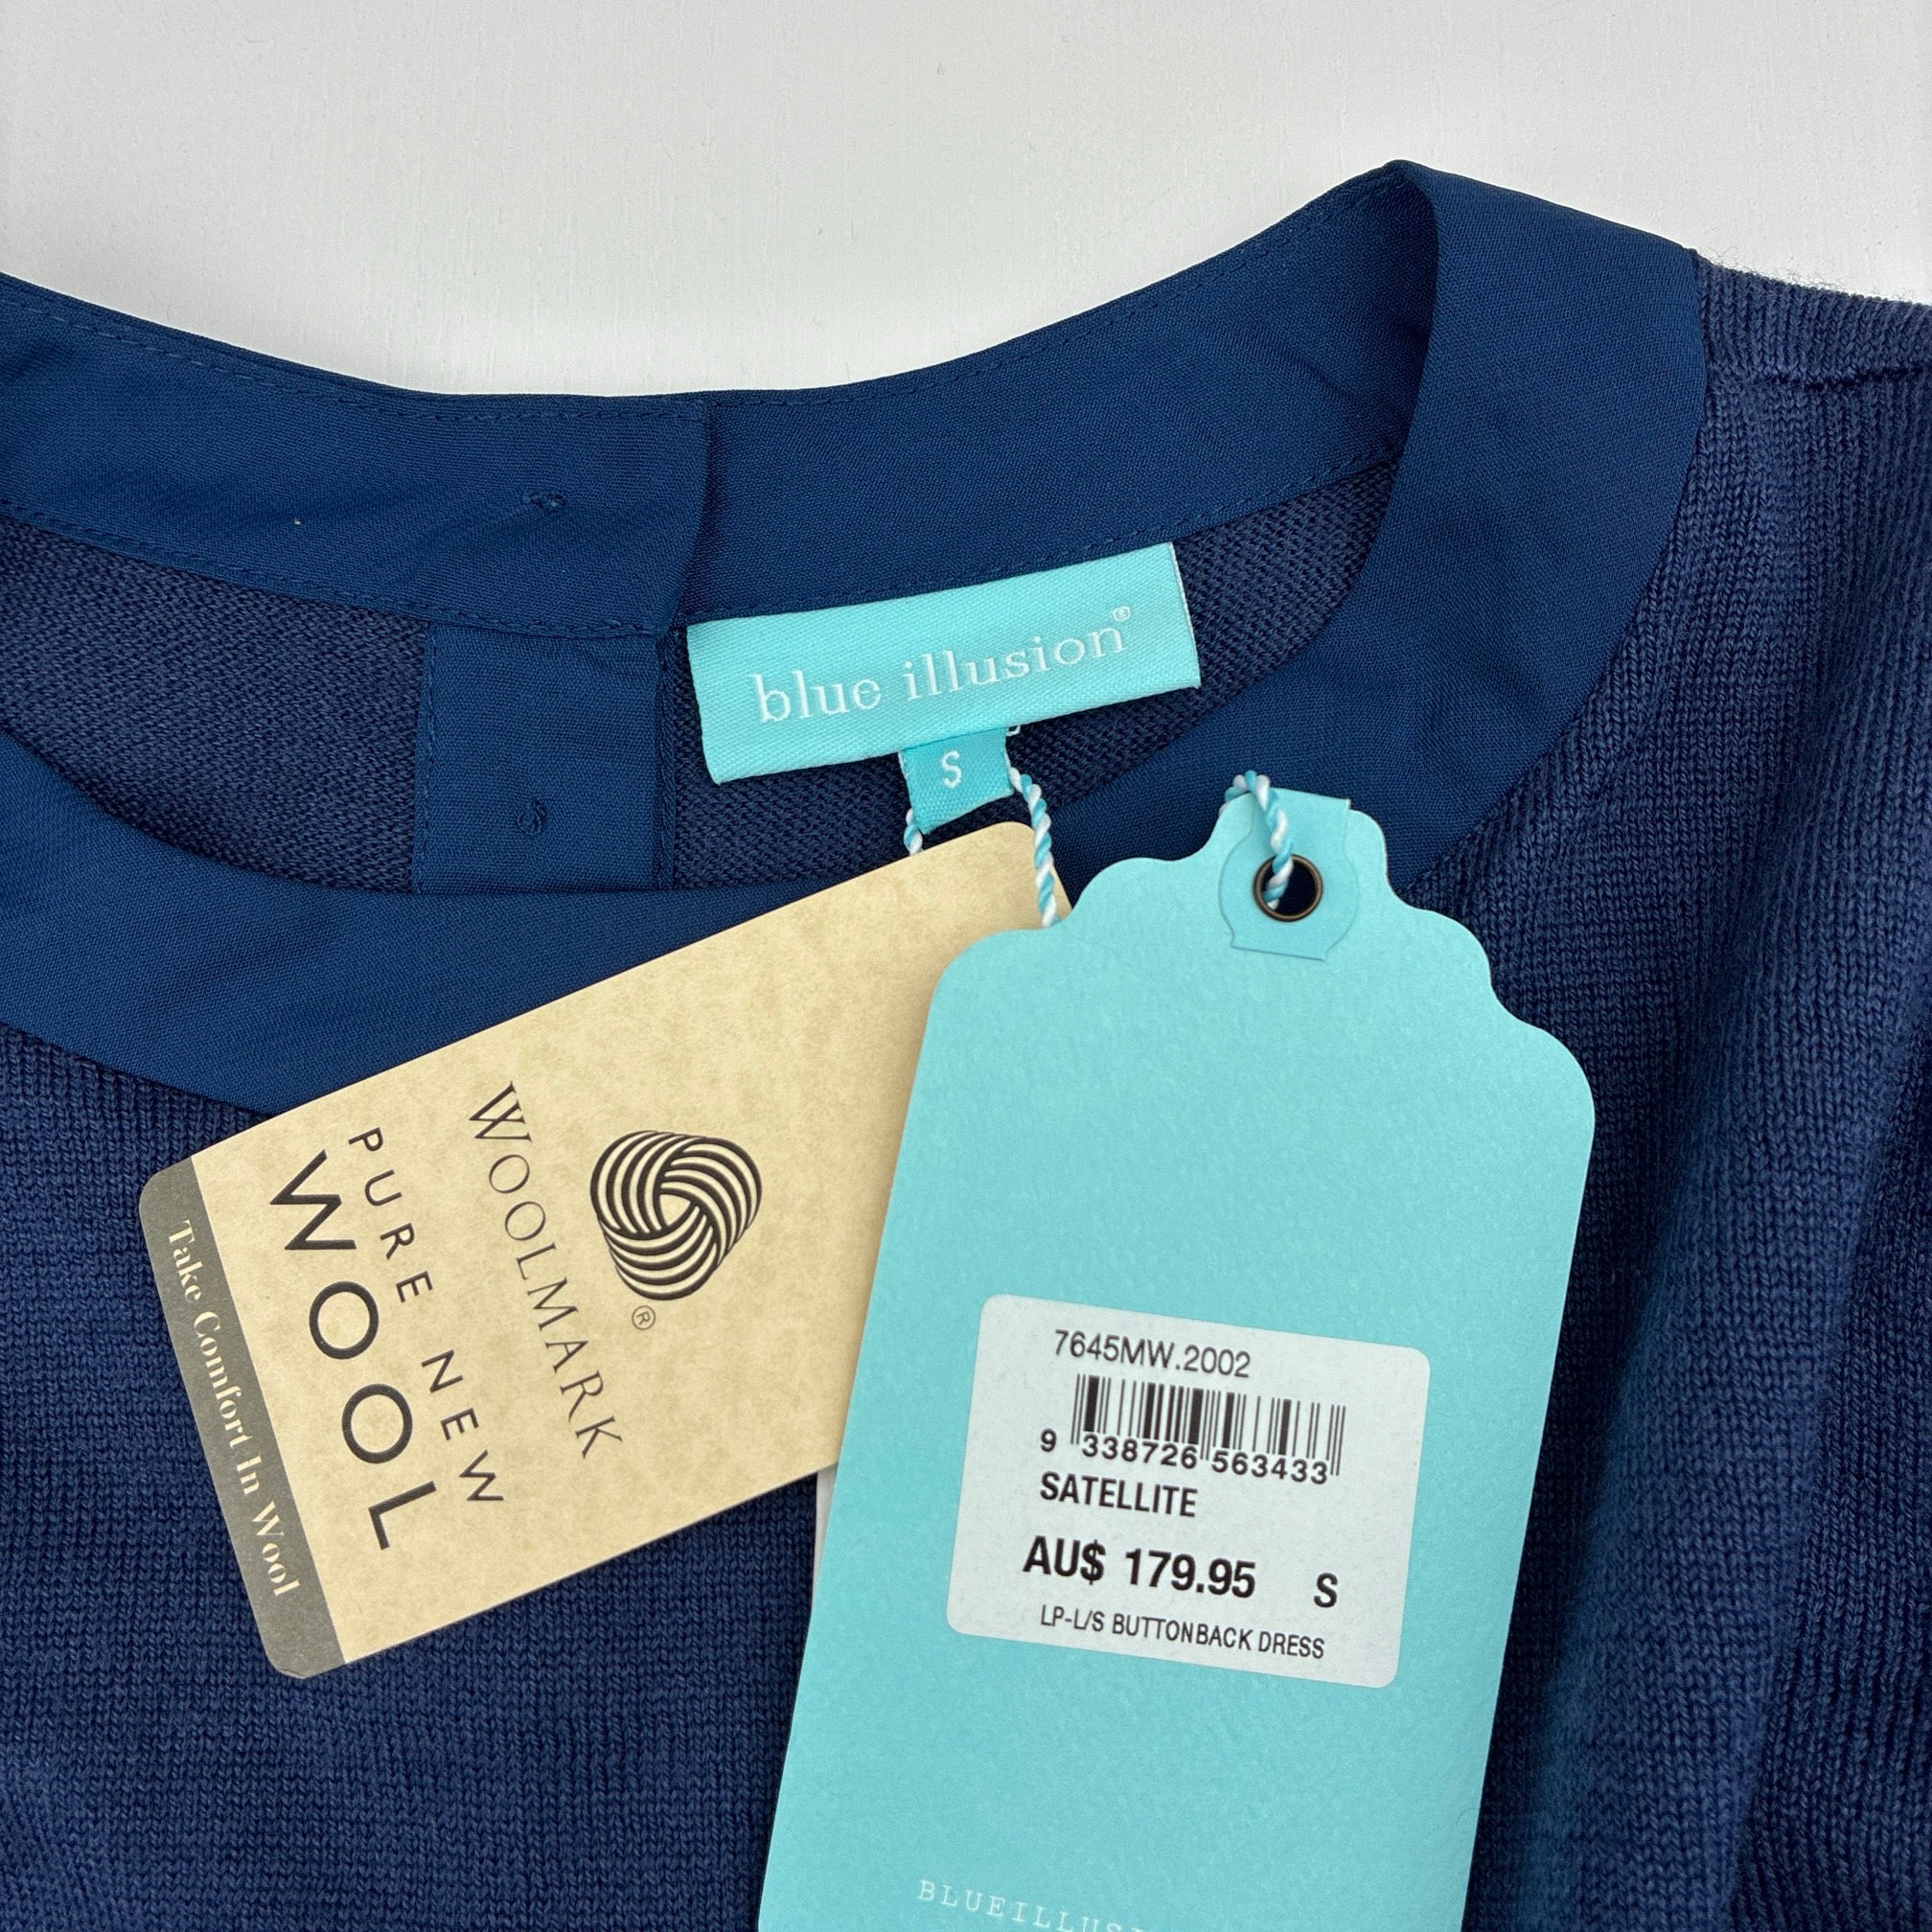 blue illusion®
S
WOOLMARK
®
PURE NEW
WOOL
Take Comfort In Wool
7645MW.2002
9 338726 563433
SATELLITE
AU$ 179.95 S
LP-L/S BUTTONBACK DRESS